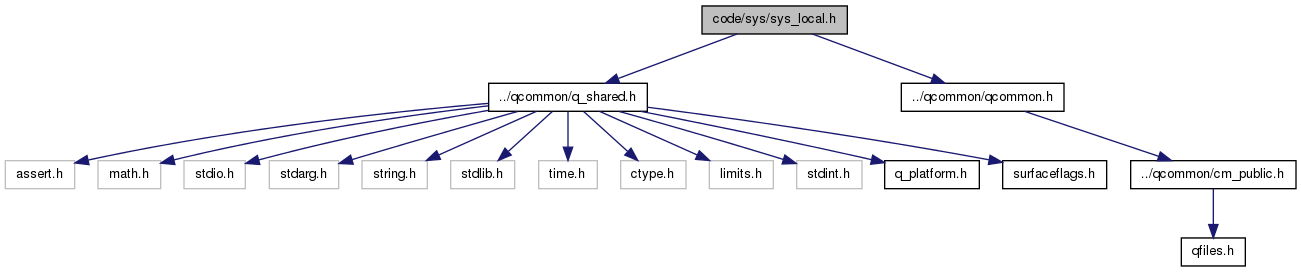 code/sys/sys_local.h
../qcommon/q_shared.h
../qcommon/qcommon.h
assert.h
math.h
stdio.h
stdarg.h
string.h
stdlib.h
time.h
ctype.h
limits.h
stdint.h
q_platform.h
surfaceflags.h
../qcommon/cm_public.h
qfiles.h